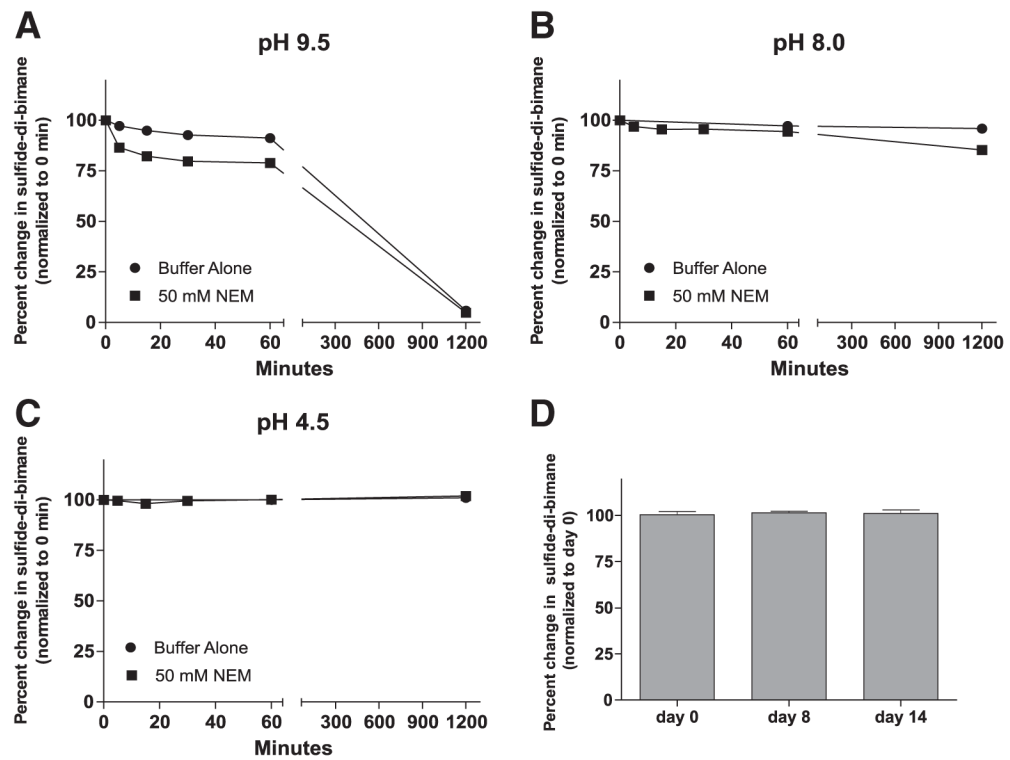 A
pH 9.5
Percent change in sulfide-di-bimane
(normalized to 0 min)
100
75
50
25
0
Buffer Alone
50 mM NEM
0 20 40 60 300 600 900 1200
Minutes
B
pH 8.0
Percent change in sulfide-di-bimane
(normalized to 0 min)
100
75
50
25
0
Buffer Alone
50 mM NEM
0 20 40 60 300 600 900 1200
Minutes
C
pH 4.5
Percent change in sulfide-di-bimane
(normalized to 0 min)
100
75
50
25
0
Buffer Alone
50 mM NEM
0 20 40 60 300 600 900 1200
Minutes
D
Percent change in sulfide-di-bimane
(normalized to day 0)
100
75
50
25
0
day 0 day 8 day 14